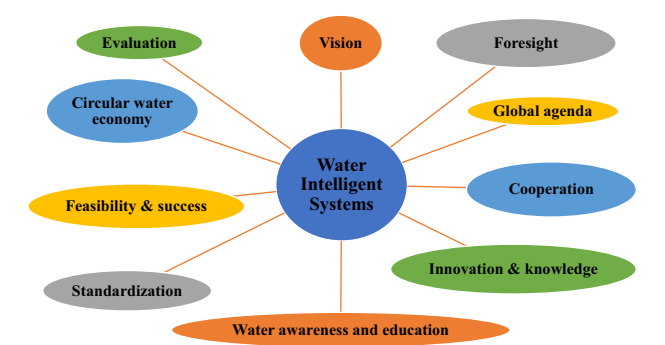 Evaluation
Vision
Foresight
Circular water
economy
Global agenda
Water
Intelligent
Systems
Cooperation
Feasibility & success
Innovation & knowledge
Standardization
Water awareness and education